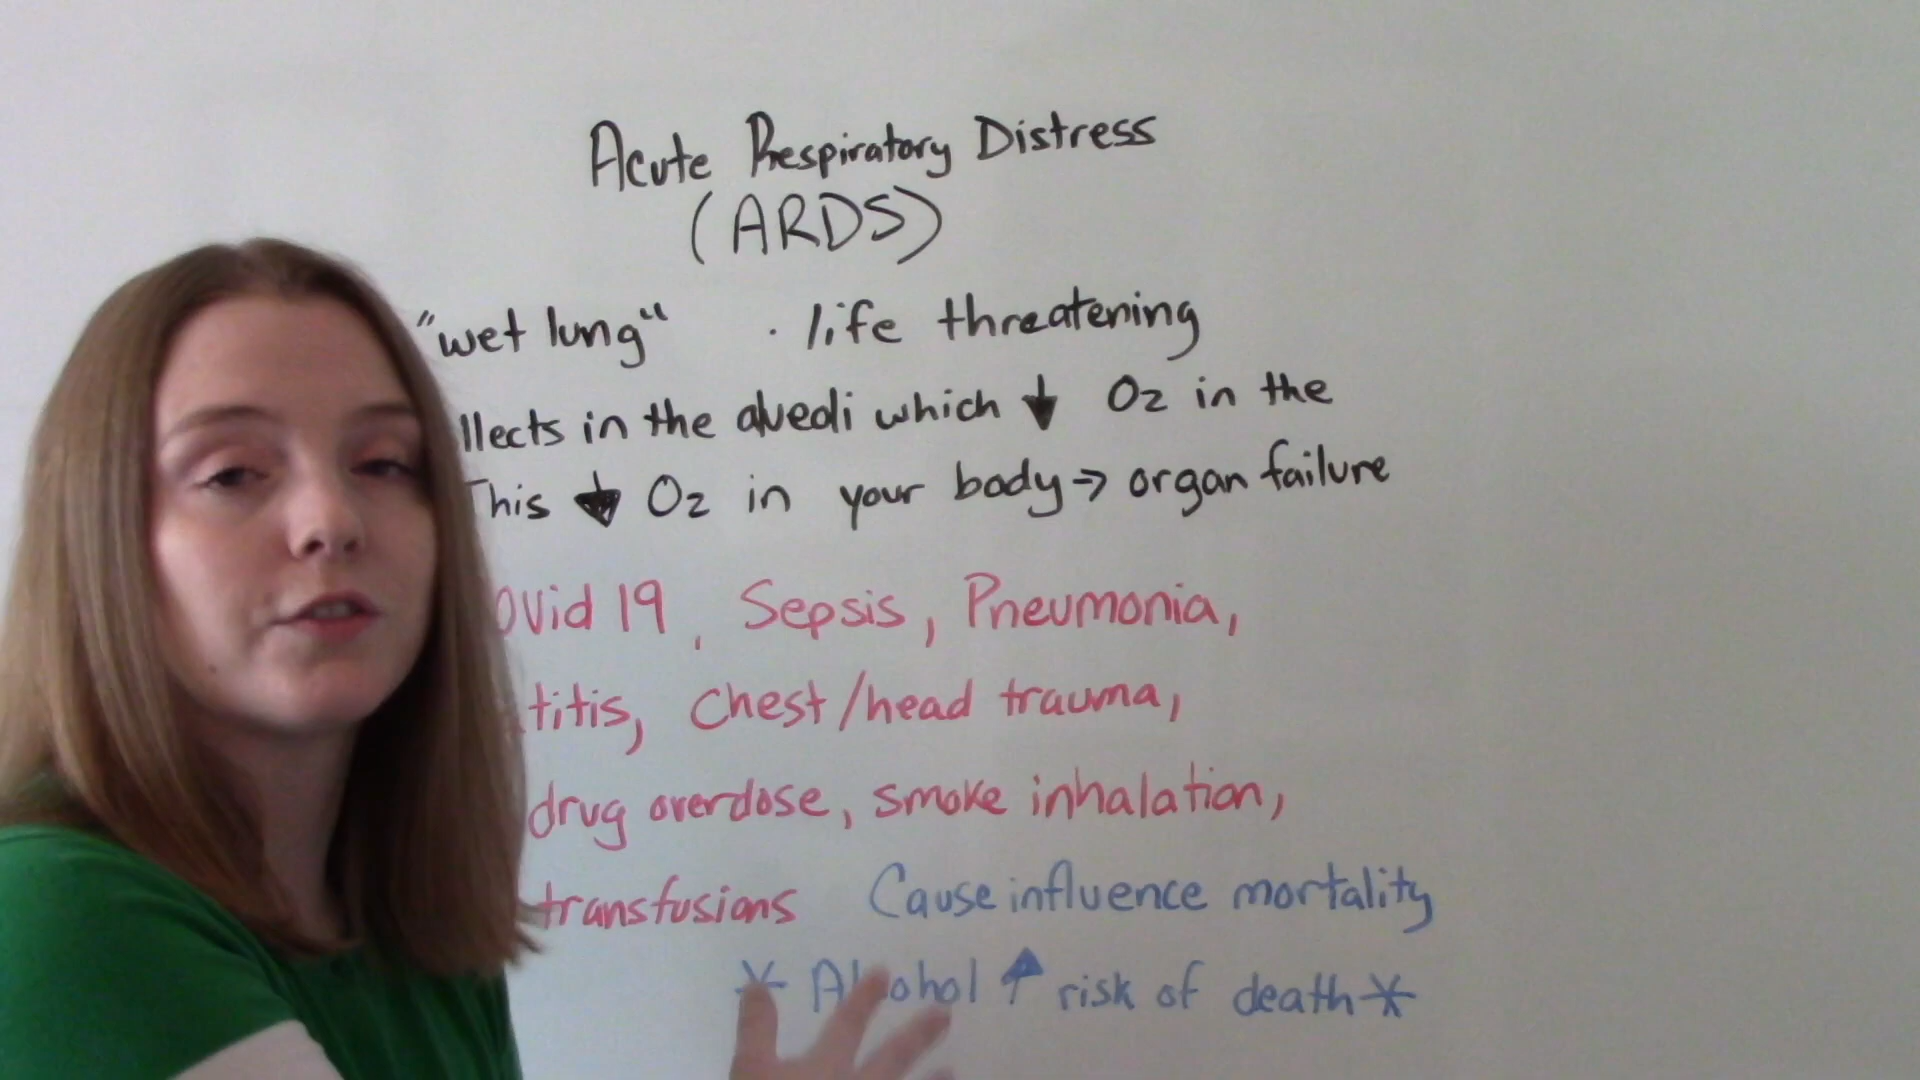 Acute Respiratory Distress
(ARDS)
"wet lung" · life threatening
llects in the alveoli which ↓ O2 in the
This ↓ O2 in your body → organ failure
ovid 19, Sepsis, Pneumonia,
titis, chest/head trauma,
drug overdose, smoke inhalation,
transfusions Cause influence mortality
* Alcohol ↑ risk of death *